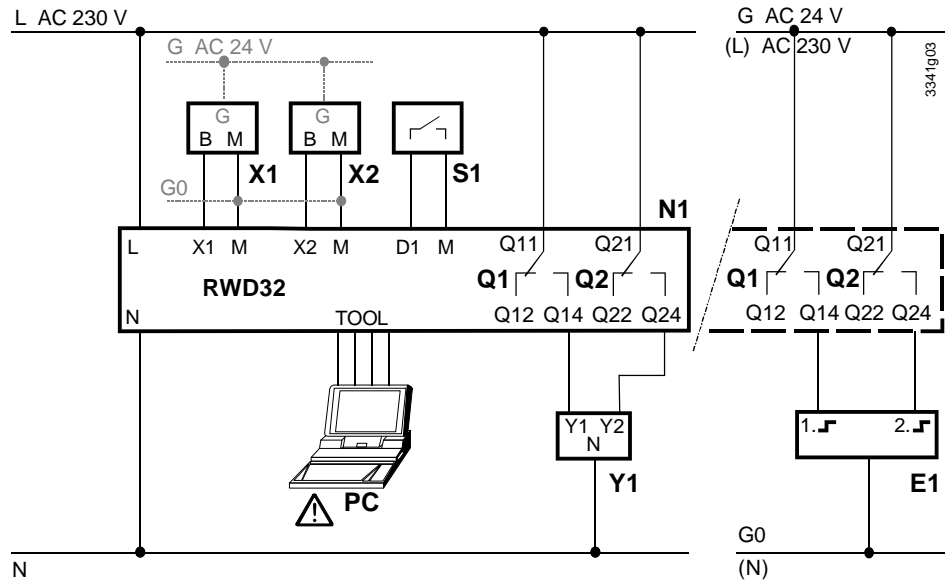 L AC 230 V
G AC 24 V
G AC 24 V
(L) AC 230 V
3341g03
G
G
B M
B M
X1
X2
S1
G0
N1
L X1 M X2 M D1 M Q11 Q21
Q11 Q21
Q1 Q2
Q1 Q2
RWD32
N TOOL Q12 Q14 Q22 Q24
Q12 Q14 Q22 Q24
Y1 Y2
N
1. 2.
Y1
E1
PC
G0
N
(N)